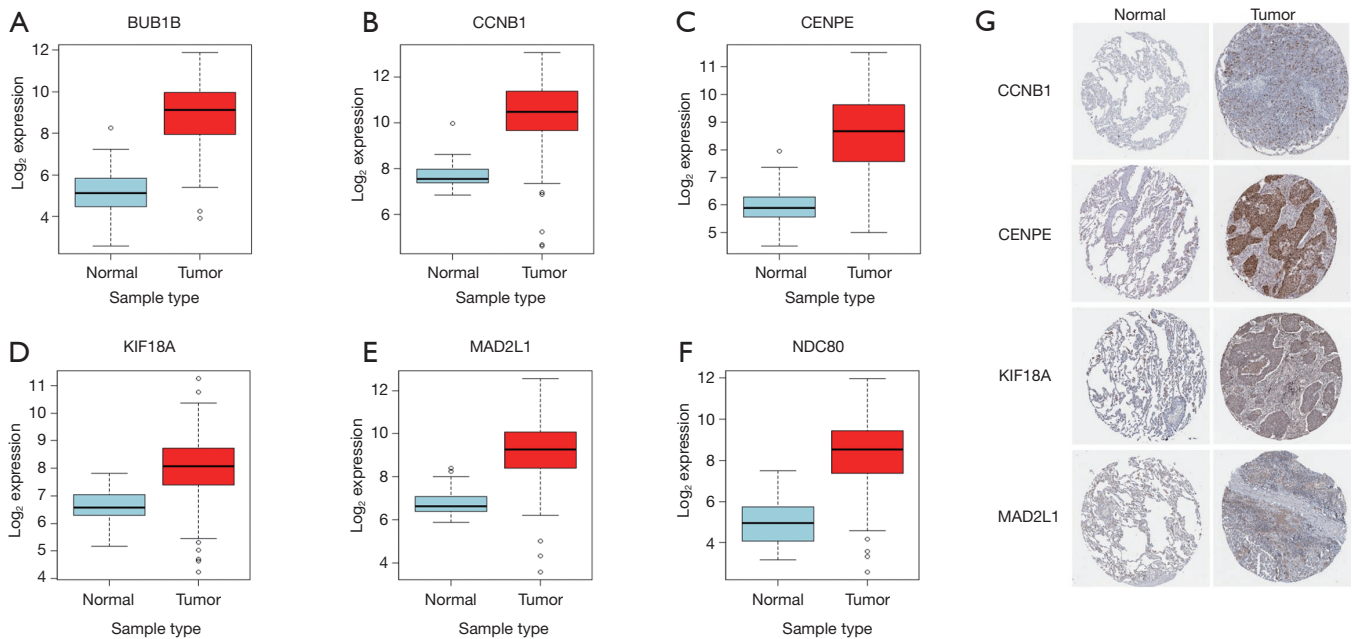 A
BUB1B
Log2 expression
12
10
8
6
4
Normal
Tumor
Sample type
B
CCNB1
Log2 expression
12
10
8
6
Normal
Tumor
Sample type
C
CENPE
Log2 expression
11
10
9
8
7
6
5
Normal
Tumor
Sample type
D
KIF18A
Log2 expression
11
10
9
8
7
6
5
4
Normal
Tumor
Sample type
E
MAD2L1
Log2 expression
12
10
8
6
4
Normal
Tumor
Sample type
F
NDC80
Log2 expression
12
10
8
6
4
Normal
Tumor
Sample type
G
Normal
Tumor
CCNB1
CENPE
KIF18A
MAD2L1